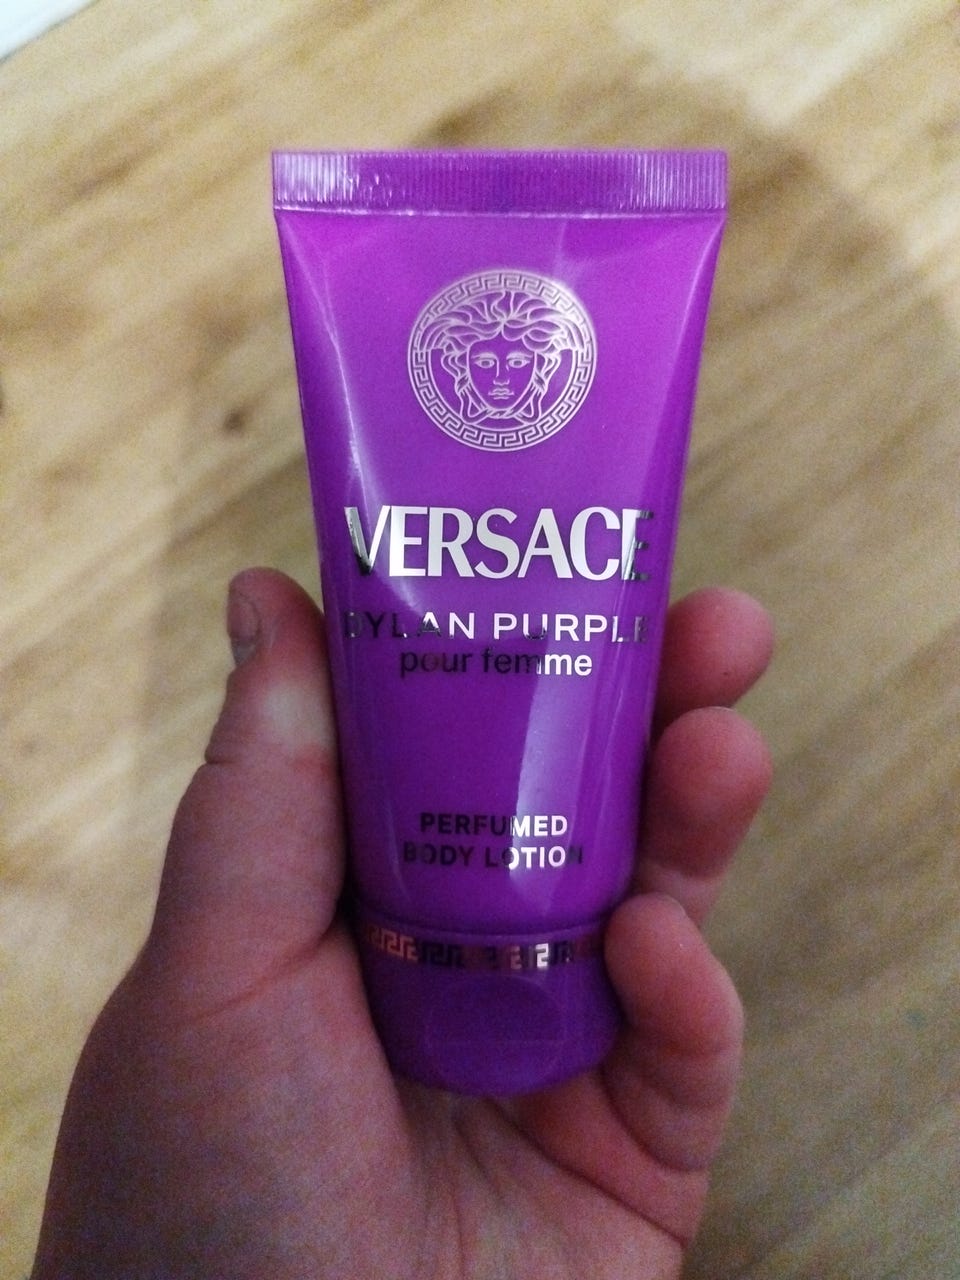 VERSACE
DYLAN PURPLE
pour femme
PERFUMED
BODY LOTION